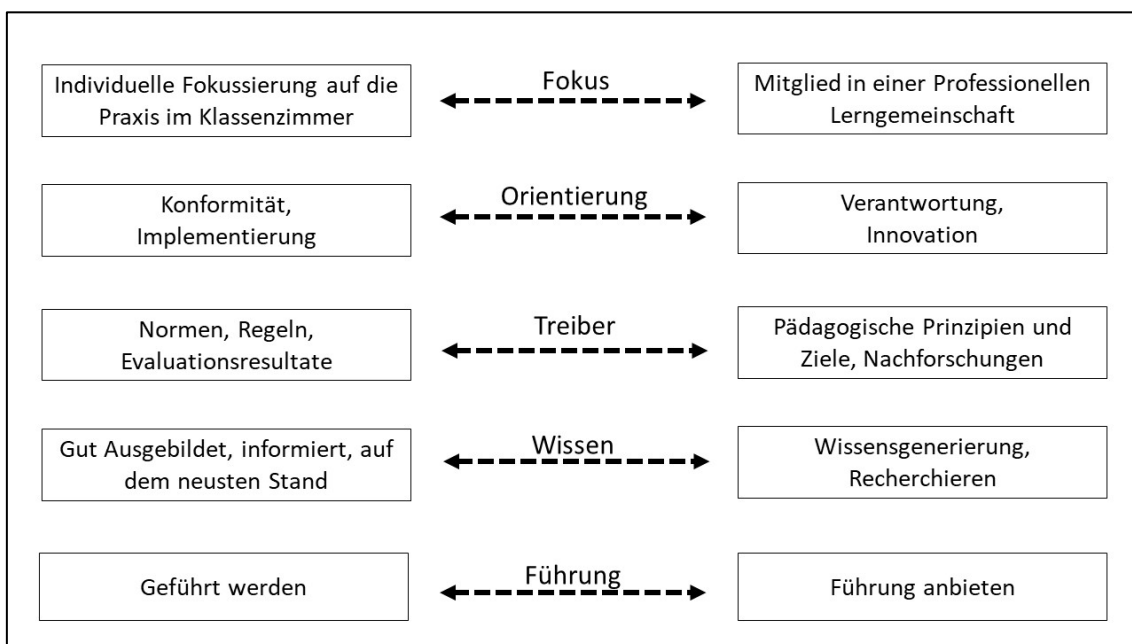 Individuelle Fokussierung auf die
Praxis im Klassenzimmer
Fokus
Mitglied in einer Professionellen
Lerngemeinschaft
Konformität,
Implementierung
Orientierung
Verantwortung,
Innovation
Normen, Regeln,
Evaluationsresultate
Treiber
Pädagogische Prinzipien und
Ziele, Nachforschungen
Gut Ausgebildet, informiert, auf
dem neusten Stand
Wissen
Wissensgenerierung,
Recherchieren
Geführt werden
Führung
Führung anbieten